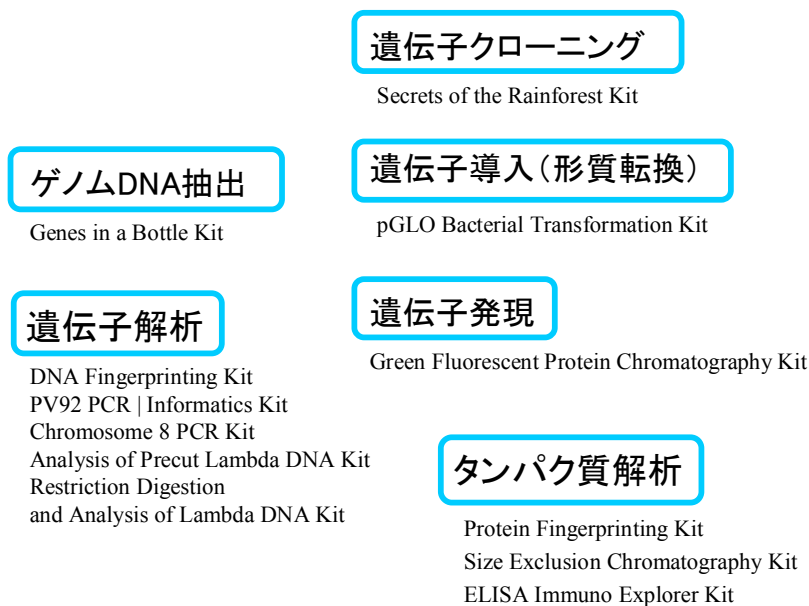 遺伝子クローニング
Secrets of the Rainforest Kit
ゲノムDNA抽出
Genes in a Bottle Kit
遺伝子導入（形質転換）
pGLO Bacterial Transformation Kit
遺伝子解析
DNA Fingerprinting Kit
PV92 PCR | Informatics Kit
Chromosome 8 PCR Kit
Analysis of Precut Lambda DNA Kit
Restriction Digestion
and Analysis of Lambda DNA Kit
遺伝子発現
Green Fluorescent Protein Chromatography Kit
タンパク質解析
Protein Fingerprinting Kit
Size Exclusion Chromatography Kit
ELISA Immuno Explorer Kit